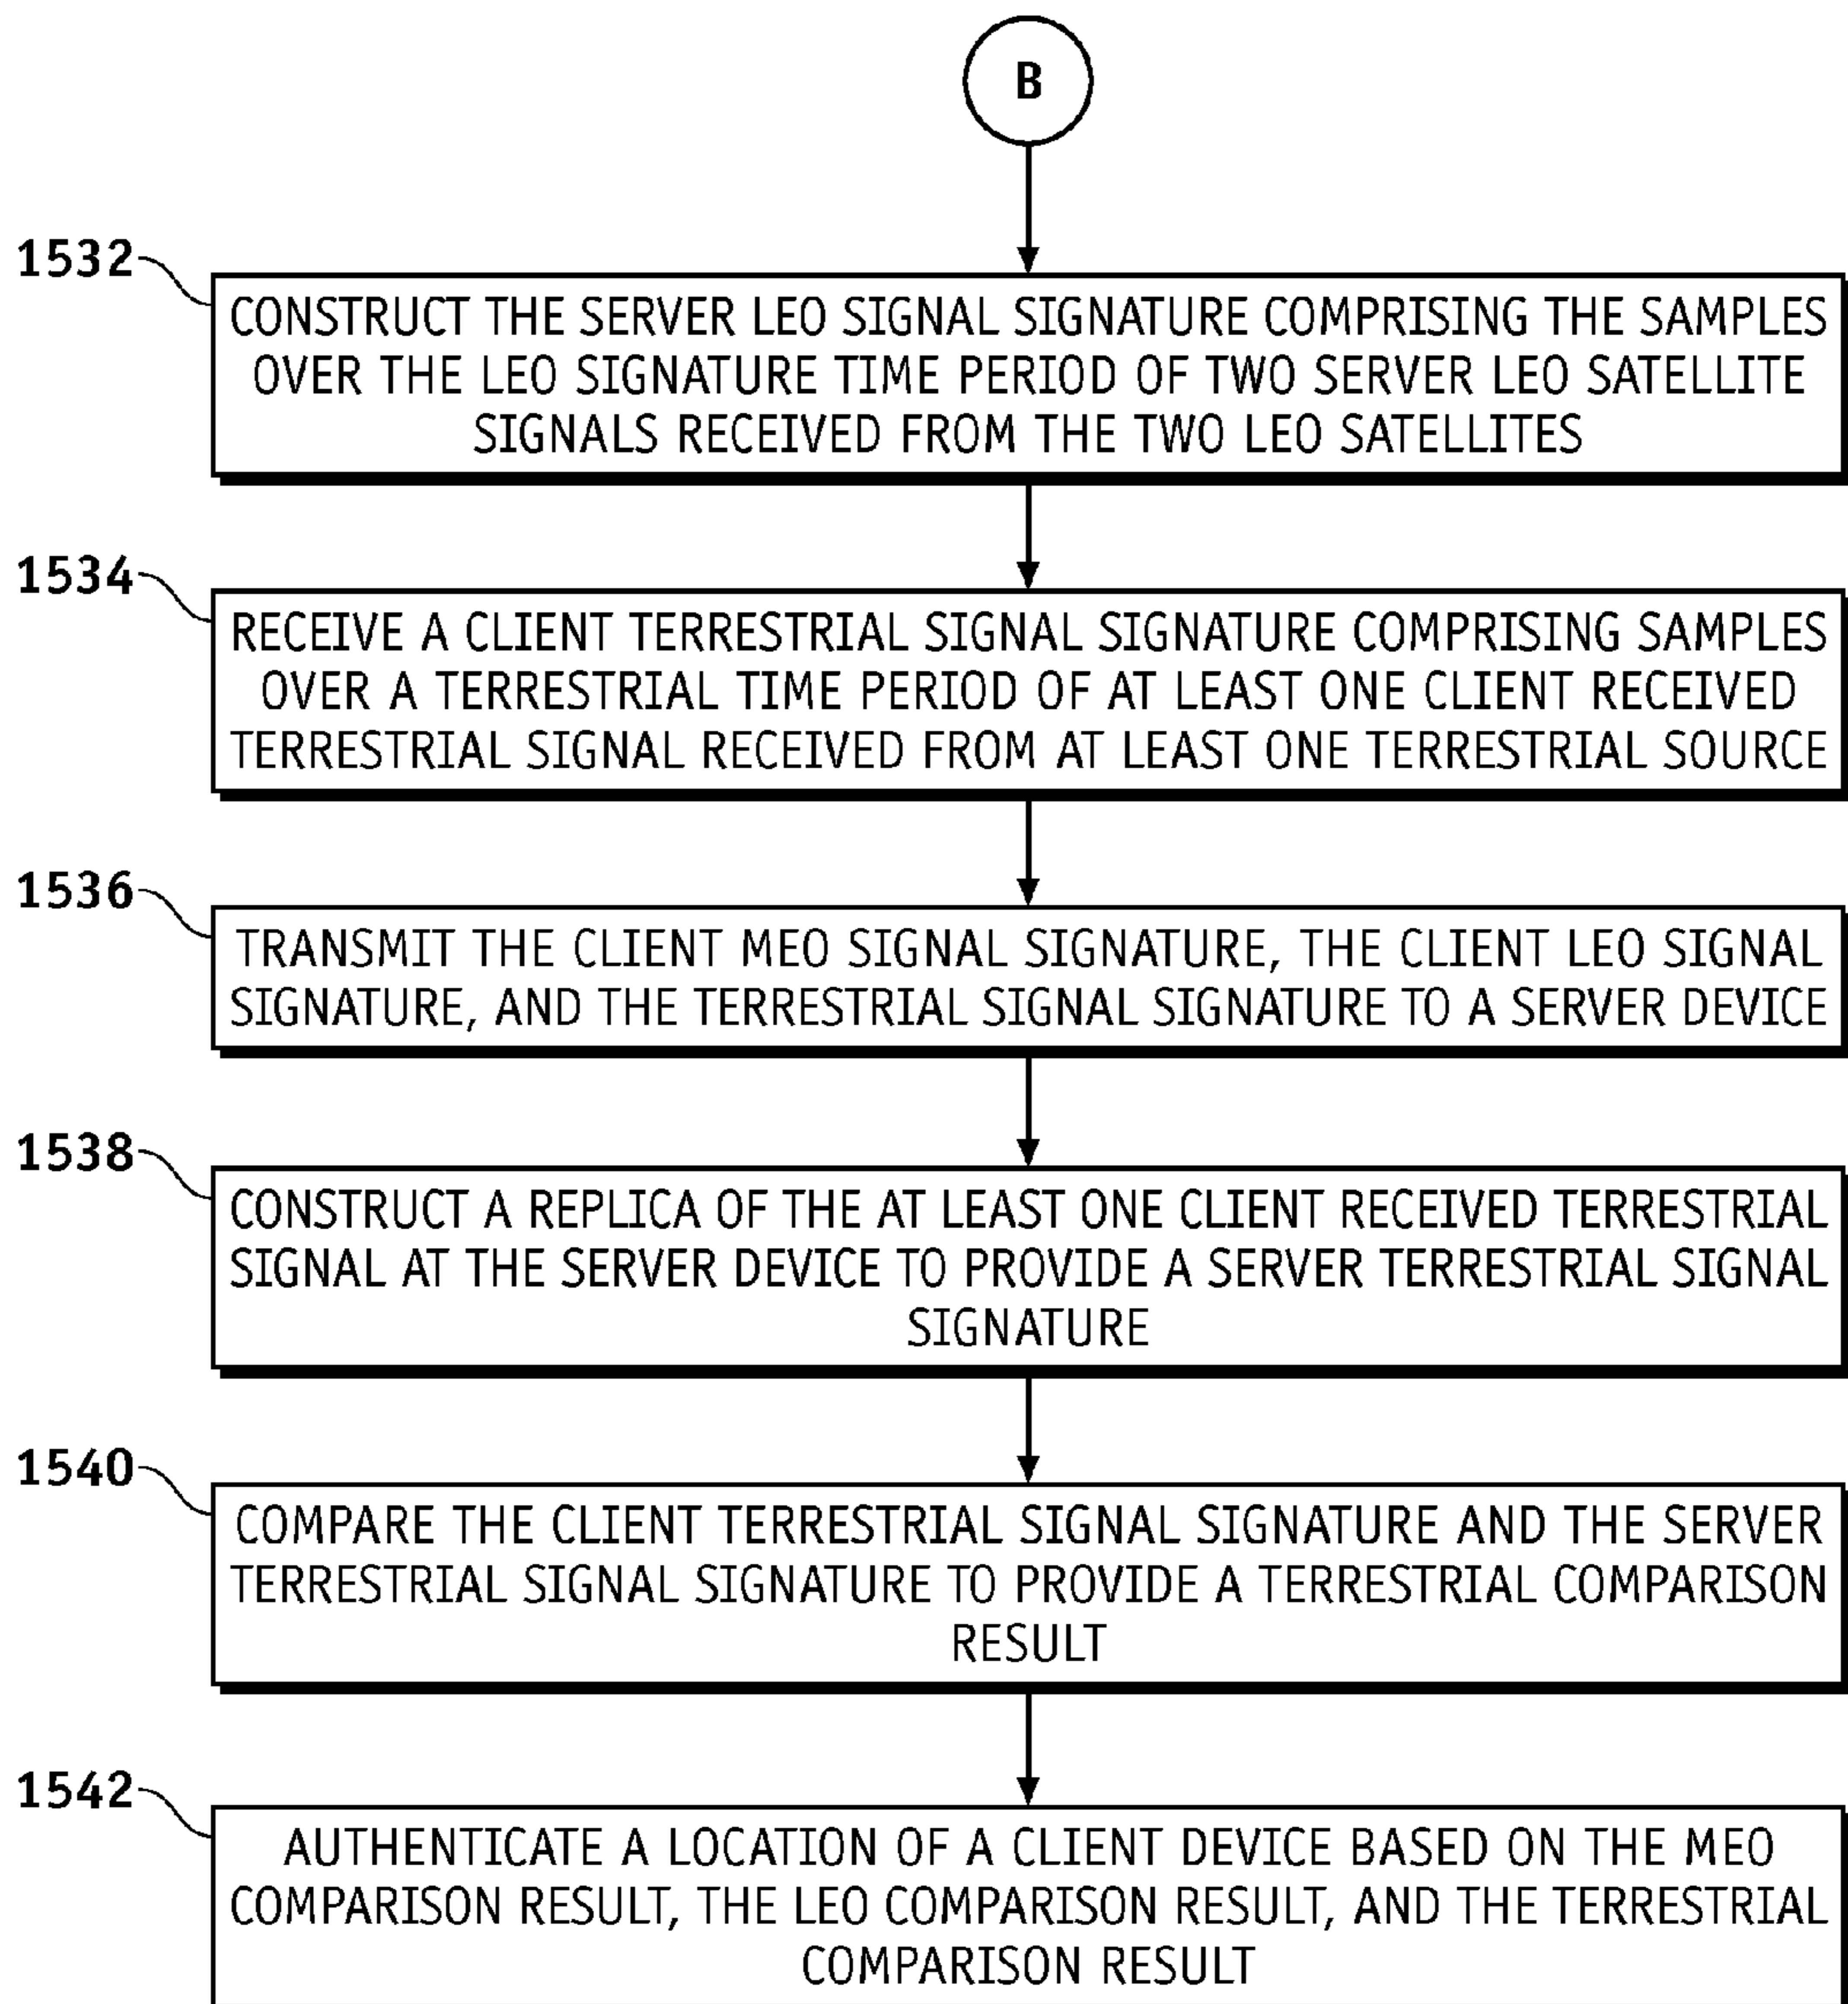 B
1532
CONSTRUCT THE SERVER LEO SIGNAL SIGNATURE COMPRISING THE SAMPLES
OVER THE LEO SIGNATURE TIME PERIOD OF TWO SERVER LEO SATELLITE
SIGNALS RECEIVED FROM THE TWO LEO SATELLITES
1534
RECEIVE A CLIENT TERRESTRIAL SIGNAL SIGNATURE COMPRISING SAMPLES
OVER A TERRESTRIAL TIME PERIOD OF AT LEAST ONE CLIENT RECEIVED
TERRESTRIAL SIGNAL RECEIVED FROM AT LEAST ONE TERRESTRIAL SOURCE
1536
TRANSMIT THE CLIENT MEO SIGNAL SIGNATURE, THE CLIENT LEO SIGNAL
SIGNATURE, AND THE TERRESTRIAL SIGNAL SIGNATURE TO A SERVER DEVICE
1538
CONSTRUCT A REPLICA OF THE AT LEAST ONE CLIENT RECEIVED TERRESTRIAL
SIGNAL AT THE SERVER DEVICE TO PROVIDE A SERVER TERRESTRIAL SIGNAL
SIGNATURE
1540
COMPARE THE CLIENT TERRESTRIAL SIGNAL SIGNATURE AND THE SERVER
TERRESTRIAL SIGNAL SIGNATURE TO PROVIDE A TERRESTRIAL COMPARISON
RESULT
1542
AUTHENTICATE A LOCATION OF A CLIENT DEVICE BASED ON THE MEO
COMPARISON RESULT, THE LEO COMPARISON RESULT, AND THE TERRESTRIAL
COMPARISON RESULT